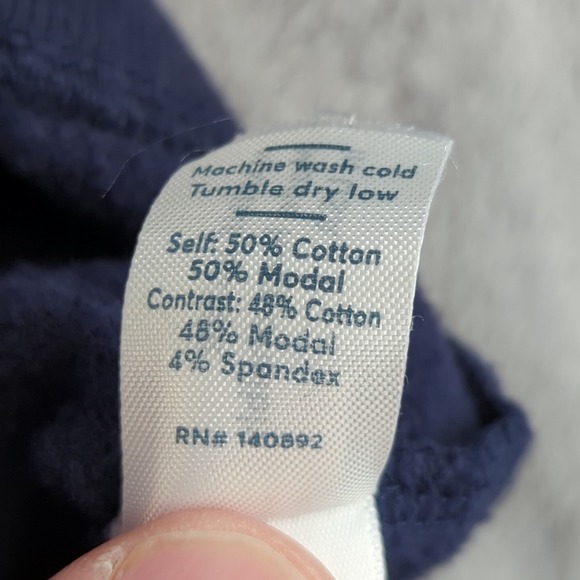 Machine wash cold
Tumble dry low
Self: 50% Cotton
50% Modal
Contrast: 48% Cotton
48% Modal
4% Spandex
RN# 140892